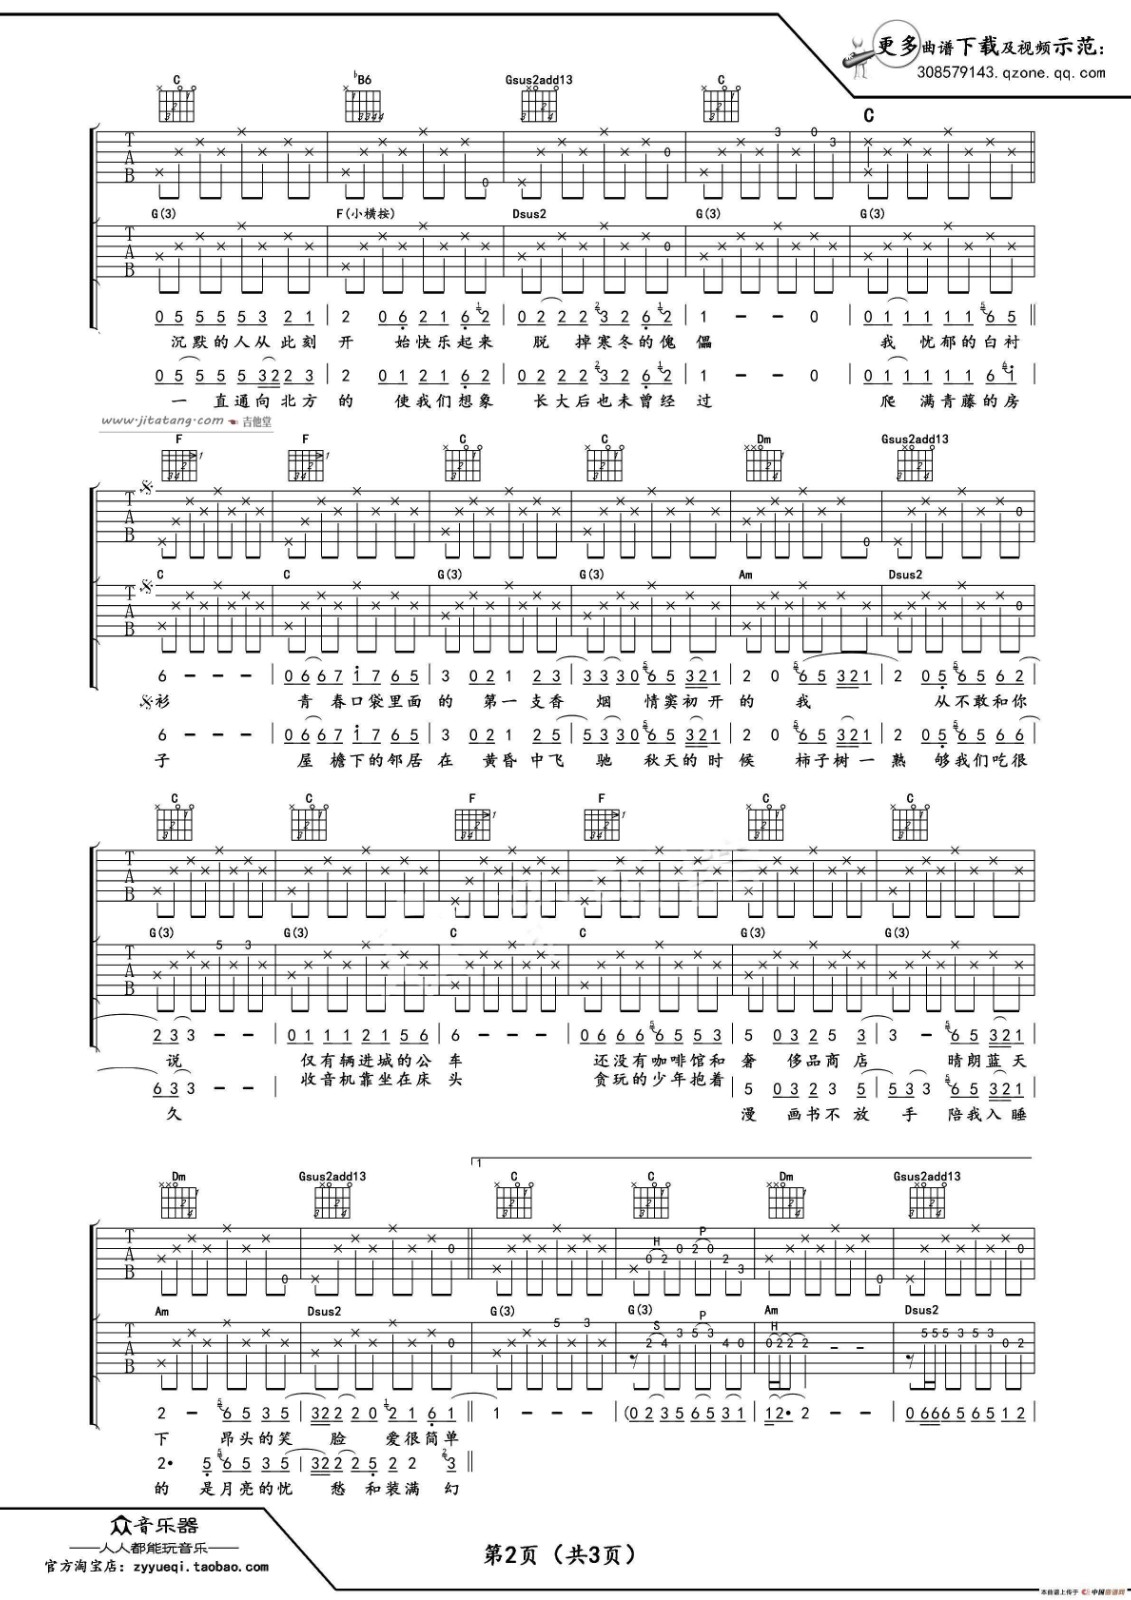 更多曲谱下载及视频示范：
308579143.qzone.qq.com
C ♭B6 Gsus2add13 C C
G(3) F(小横按) Dsus2 G(3) G(3)
0 5 5 5 5 3 2 1 | 2 0 6 2 1 6 2 | 0 2 2 2 3 2 6 2 | 1 - - 0 | 0 1 1 1 1 1 6 5
沉默的人从此刻开 始快乐起来 脱 掉寒冬的傀 儡 我 忧郁的白衬
0 5 5 5 5 3 2 2 3 | 2 0 1 2 1 6 2 | 0 2 2 2 3 2 6 2 | 1 - - 0 | 0 1 1 1 1 1 6 1
一 直通向北方的 使我们想象 长大后也未曾经过 爬 满青藤的房
www.jitatang.com 吉他堂
F F C C Dm Gsus2add13
C C G(3) G(3) Am Dsus2
6 - - - | 0 6 6 7 1 7 6 5 | 3 0 2 1 2 3 | 3 3 3 0 6 5 3 2 1 | 2 0 6 5 3 2 1 | 2 0 5 6 5 6 2
衫 青 春口袋里面的 第一支香 烟 情窦初开的 我 从不敢和你
6 - - - | 0 6 6 7 1 7 6 5 | 3 0 2 1 2 5 | 5 3 3 0 6 5 3 2 1 | 2 0 6 5 3 2 1 | 2 0 5 6 5 6 6
子 屋 檐下的邻居在 黄昏中飞 驰 秋天的时候 柿子树一熟 够我们吃很
C C F F C C
G(3) G(3) C C G(3) G(3)
2 3 3 - - | 0 1 1 1 2 1 5 6 | 6 - - - | 0 6 6 6 6 5 5 3 | 5 0 3 2 5 3 | 3 - 6 5 3 2 1
说 仅有辆进城的公车 还没有咖啡馆和奢 侈品商店 晴朗蓝天
收音机靠坐在床头 贪玩的少年抱着
6 3 3 - - | 5 0 3 2 3 5 | 5 3 3 6 5 3 2 1
久 漫 画书不放 手 陪我入睡
1
Dm Gsus2add13 C C Dm Gsus2add13
Am Dsus2 G(3) G(3) Am Dsus2
2 - 6 5 3 5 | 3 2 2 2 0 2 1 6 1 | 1 - - - | (0 2 3 5 6 5 3 1 | 1 2• 2 - - | 0 6 6 6 5 6 5 1 2
下 昂头的笑 脸 爱很简单
2• 5 6 5 3 5 | 3 2 2 2 5 2 2 3
的 是月亮的忧 愁 和装满幻
众音乐器
人人都能玩音乐
官方淘宝店：zyyueqi.taobao.com
第2页（共3页）
本曲谱上传于 中国曲谱网